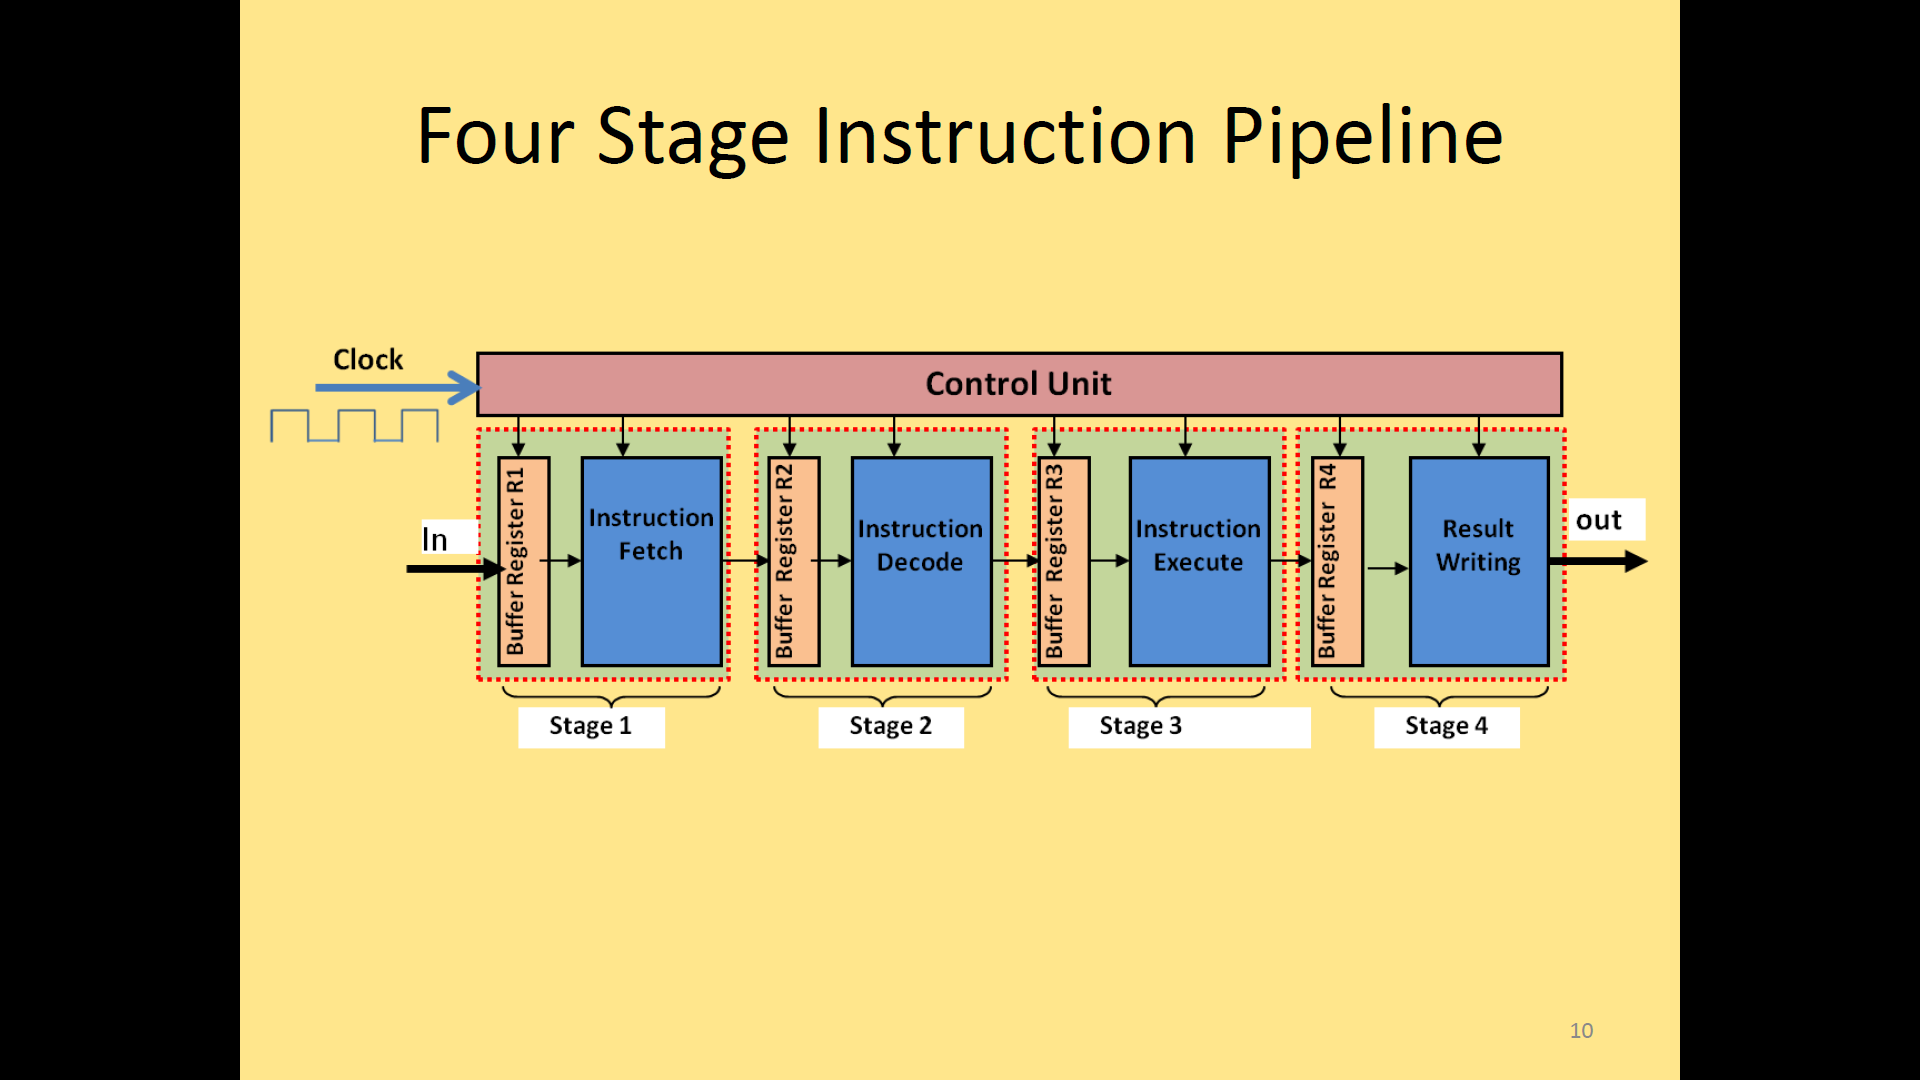 Four Stage Instruction Pipeline
Clock
Control Unit
In
Buffer Register R1
Instruction
Fetch
Buffer Register R2
Instruction
Decode
Buffer Register R3
Instruction
Execute
Buffer Register R4
Result
Writing
out
Stage 1
Stage 2
Stage 3
Stage 4
10